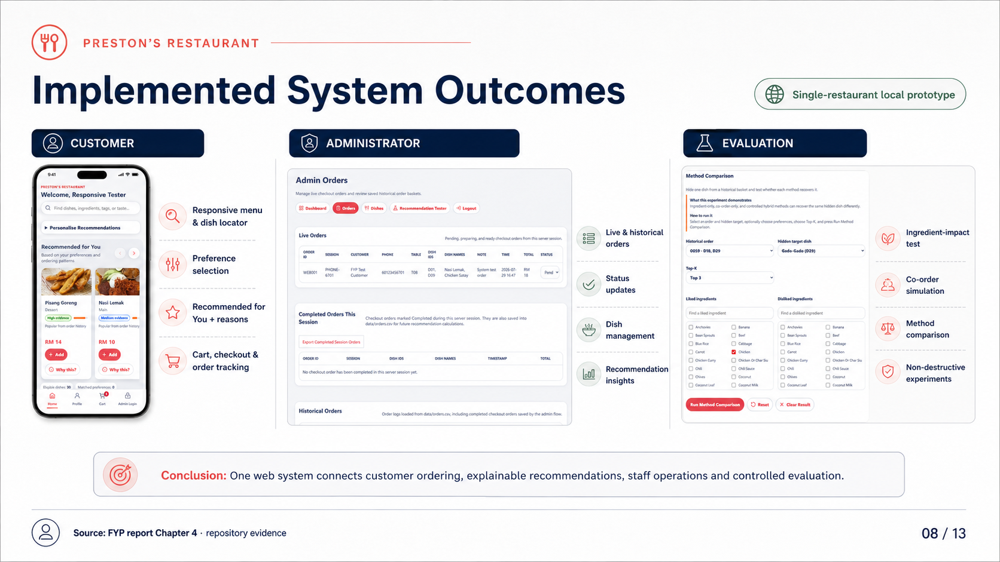 PRESTON'S RESTAURANT
Implemented System Outcomes
Single-restaurant local prototype
CUSTOMER
9:41
PRESTON'S RESTAURANT
Welcome, Responsive Tester
Find dishes, ingredients, tags, or taste...
Personalise Recommendations
Recommended for You
Based on your preferences and
ordering patterns
Pisang Goreng
Dessert
High evidence
Popular from order history
RM 14
+ Add
Why this?
Nasi Lemak
Main
Medium evidence
Popular from order history
RM 10
+ Add
Why this?
Eligible dishes: 30 Matched preferences: 0
Home Profile Cart Admin Login
Responsive menu
& dish locator
Preference
selection
Recommended for
You + reasons
Cart, checkout &
order tracking
ADMINISTRATOR
Admin Orders
Manage live checkout orders and review saved historical order baskets.
Dashboard Orders Dishes Recommendation Tester Logout
Live Orders
Pending, preparing, and ready checkout orders from this server session.
ORDER ID SESSION CUSTOMER PHONE TABLE DISH IDS DISH NAMES NOTE TIME TOTAL STATUS
WEB001 PHONE-6701 FYP Test Customer 60123456701 T08 D01, D09 Nasi Lemak, Chicken Satay System test order 2026-07-29 16:47 RM 18 Pend
Completed Orders This
Session
Checkout orders marked Completed during this server session. They are also saved into
data/orders.csv for future recommendation calculations.
Export Completed Session Orders
ORDER ID SESSION DISH IDS DISH NAMES TIMESTAMP TOTAL
No checkout order has been completed in this server session yet.
Historical Orders
Order logs loaded from data/orders.csv, including completed checkout orders saved by the admin flow.
Live & historical
orders
Status
updates
Dish
management
Recommendation
insights
EVALUATION
Method Comparison
Hide one dish from a historical basket and test whether each method recovers it.
What this experiment demonstrates
Ingredient-only, co-order-only, and controlled hybrid methods can recover the same hidden dish differently.
How to run it
Select an order and hidden target, optionally choose preferences, choose Top-K, and press Run Method
Comparison.
Historical order Hidden target dish
0059 - D18, D29 Gado-Gado (D29)
Top-K
Top 3
Liked ingredients Disliked ingredients
Find a liked ingredient Find a disliked ingredient
Anchovies Banana Anchovies Banana
Bean Sprouts Beef Bean Sprouts Beef
Blue Rice Cabbage Blue Rice Cabbage
Carrot Chicken Carrot Chicken
Chicken Curry Chicken Or Char Siu Chicken Curry Chicken Or Char Siu
Chili Chili Sauce Chili Chili Sauce
Chives Coconut Chives Coconut
Coconut Leaf Coconut Milk Coconut Leaf Coconut Milk
Run Method Comparison Reset Clear Result
Ingredient-impact
test
Co-order
simulation
Method
comparison
Non-destructive
experiments
Conclusion: One web system connects customer ordering, explainable recommendations, staff operations and controlled evaluation.
Source: FYP report Chapter 4 · repository evidence
08 / 13